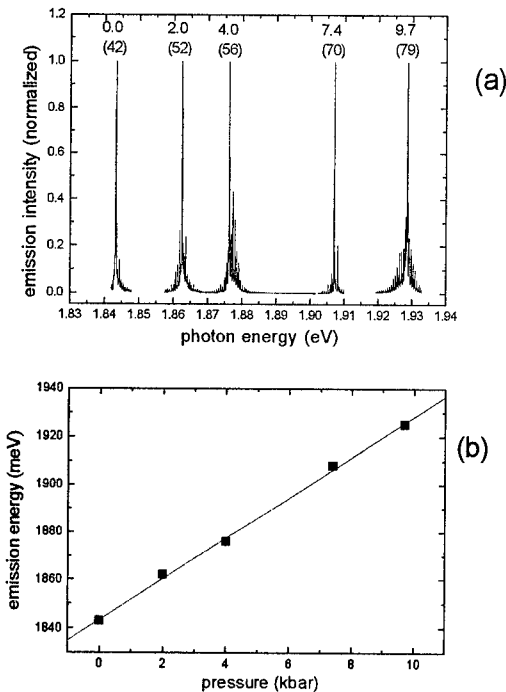 0.0 2.0 4.0 7.4 9.7
(42) (52) (56) (70) (79)
(a)
1.2
1.0
0.8
0.6
0.4
0.2
0.0
emission intensity (normalized)
1.83 1.84 1.85 1.86 1.87 1.88 1.89 1.90 1.91 1.92 1.93 1.94
photon energy (eV)
(b)
1940
1920
1900
1880
1860
1840
emission energy (meV)
0 2 4 6 8 10
pressure (kbar)